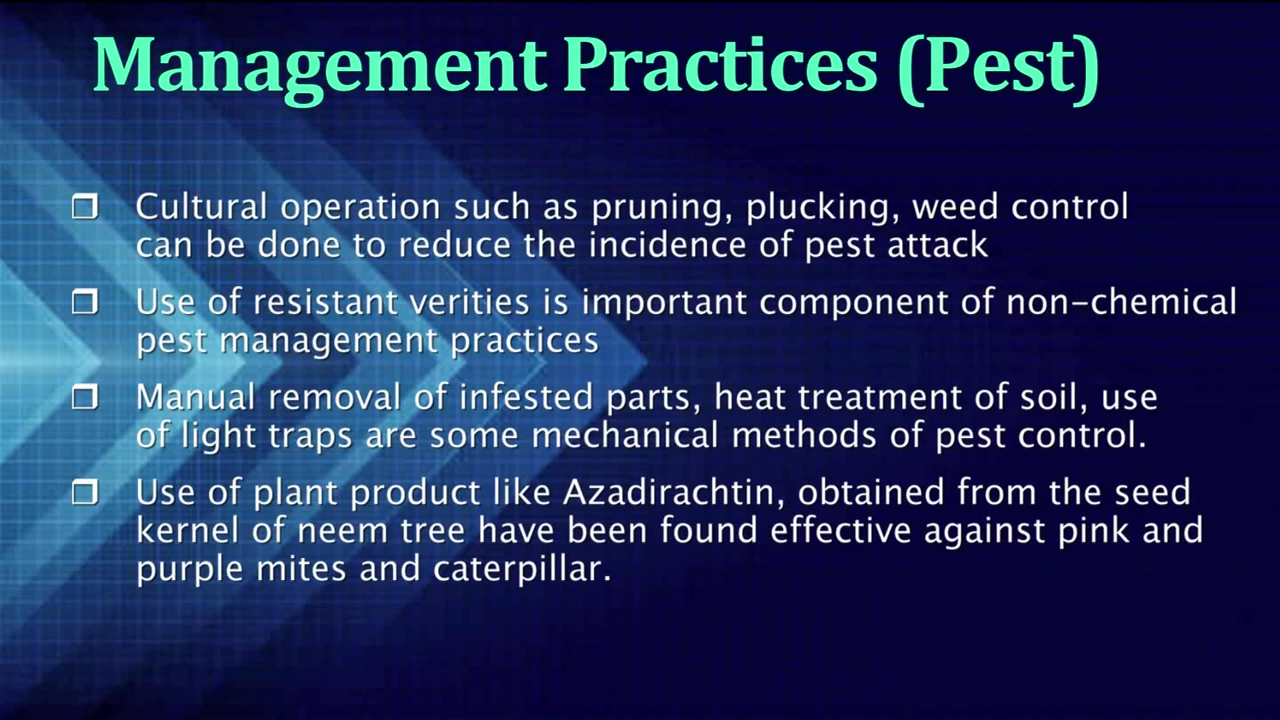 Management Practices (Pest)
❒ Cultural operation such as pruning, plucking, weed control
can be done to reduce the incidence of pest attack
❒ Use of resistant verities is important component of non-chemical
pest management practices
❒ Manual removal of infested parts, heat treatment of soil, use
of light traps are some mechanical methods of pest control.
❒ Use of plant product like Azadirachtin, obtained from the seed
kernel of neem tree have been found effective against pink and
purple mites and caterpillar.